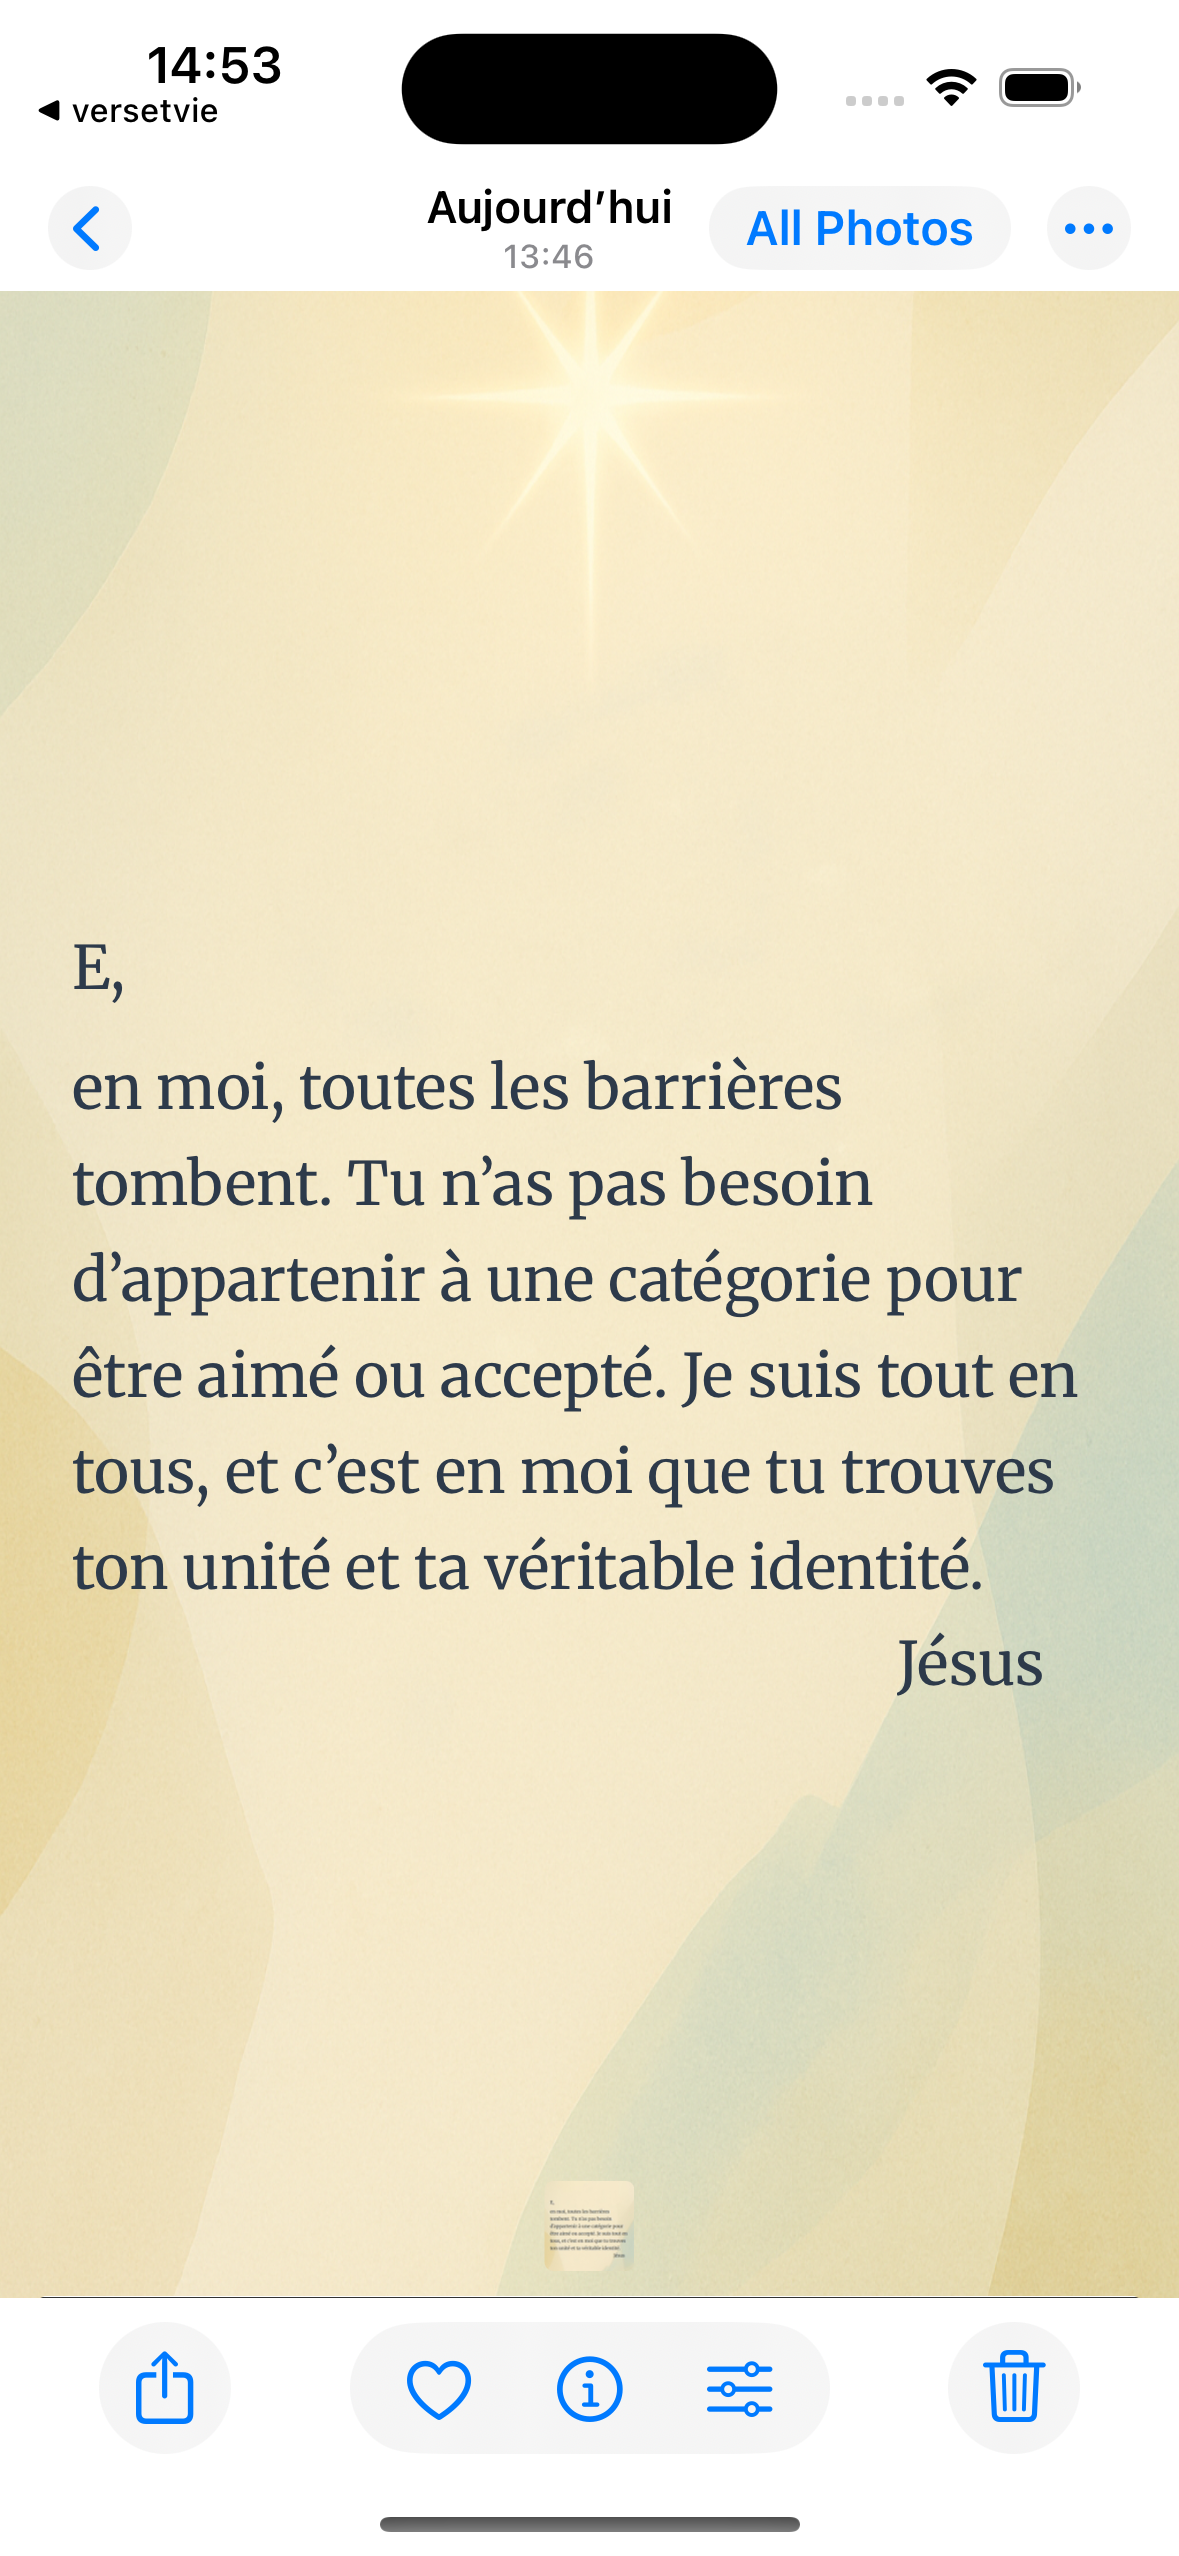 14:53
versetvie
Aujourd’hui
13:46
All Photos
E,
en moi, toutes les barrières
tombent. Tu n’as pas besoin
d’appartenir à une catégorie pour
être aimé ou accepté. Je suis tout en
tous, et c’est en moi que tu trouves
ton unité et ta véritable identité.
Jésus